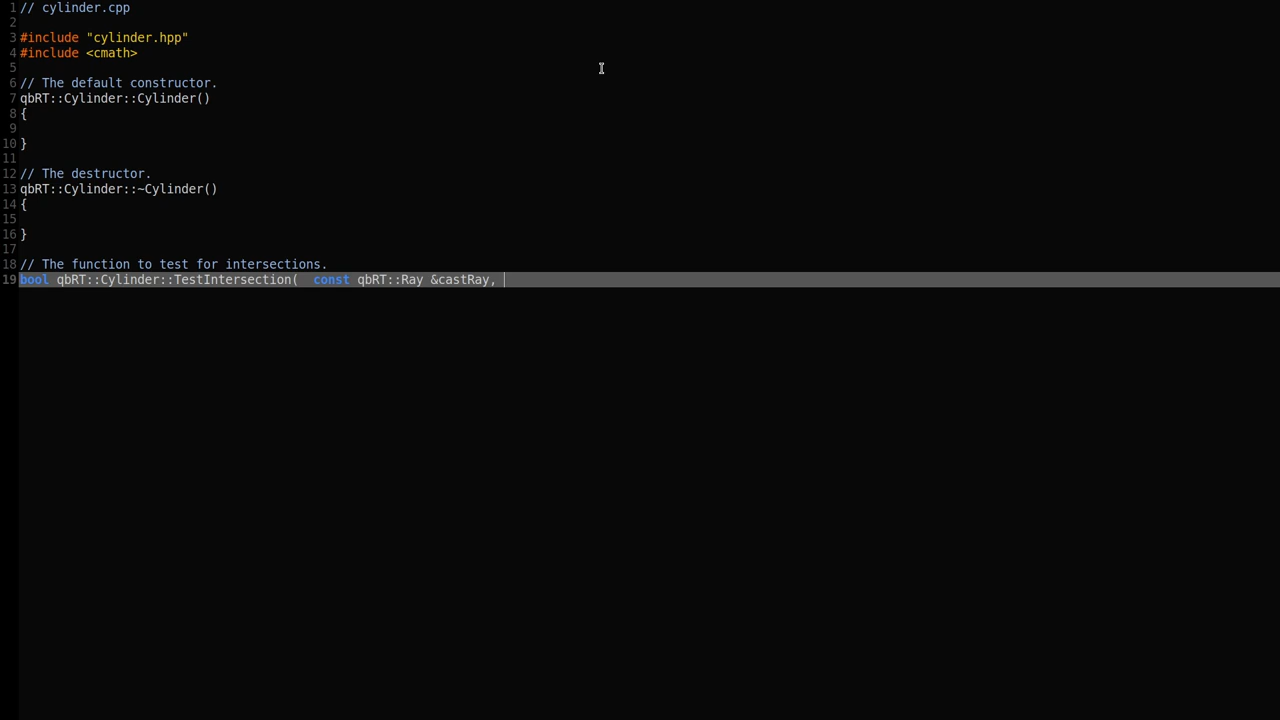 1 // cylinder.cpp
2
3 #include "cylinder.hpp"
4 #include <cmath>
5
6 // The default constructor.
7 qbRT::Cylinder::Cylinder()
8 {
9
10 }
11
12 // The destructor.
13 qbRT::Cylinder::~Cylinder()
14 {
15
16 }
17
18 // The function to test for intersections.
19 bool qbRT::Cylinder::TestIntersection(  const qbRT::Ray &castRay,